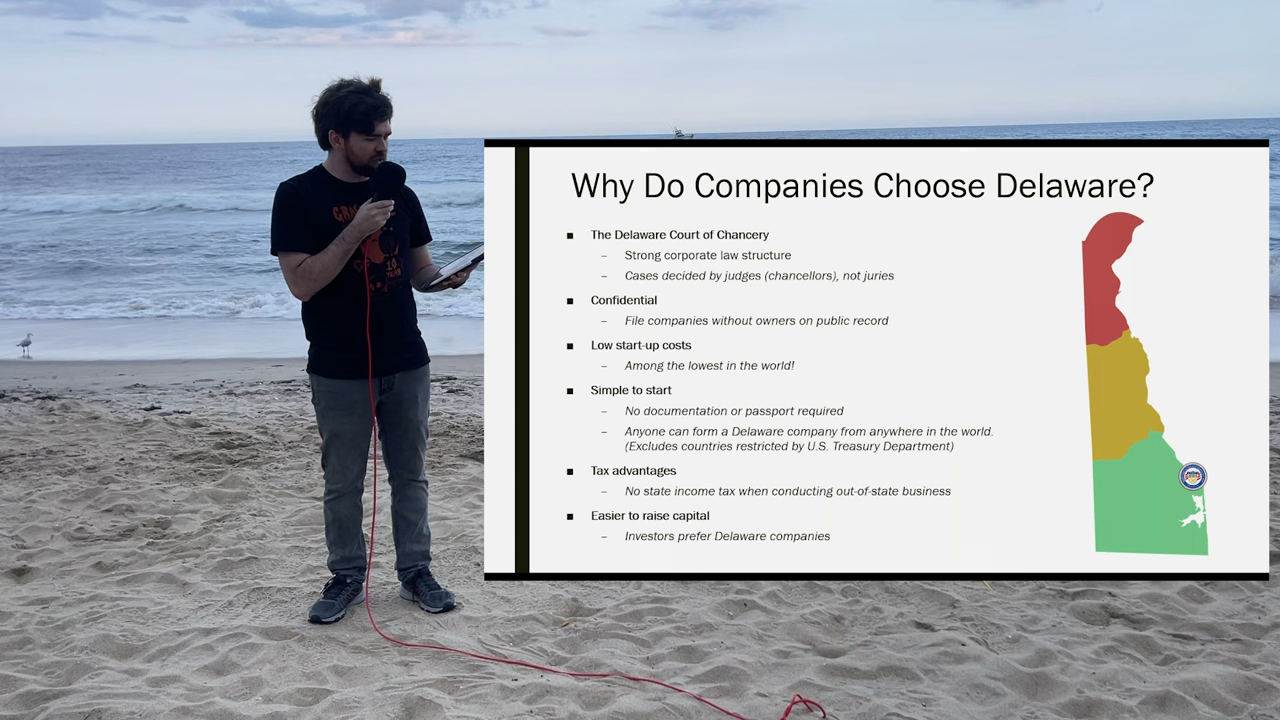 Why Do Companies Choose Delaware?
■ The Delaware Court of Chancery
– Strong corporate law structure
– Cases decided by judges (chancellors), not juries
■ Confidential
– File companies without owners on public record
■ Low start-up costs
– Among the lowest in the world!
■ Simple to start
– No documentation or passport required
– Anyone can form a Delaware company from anywhere in the world.
(Excludes countries restricted by U.S. Treasury Department)
■ Tax advantages
– No state income tax when conducting out-of-state business
■ Easier to raise capital
– Investors prefer Delaware companies